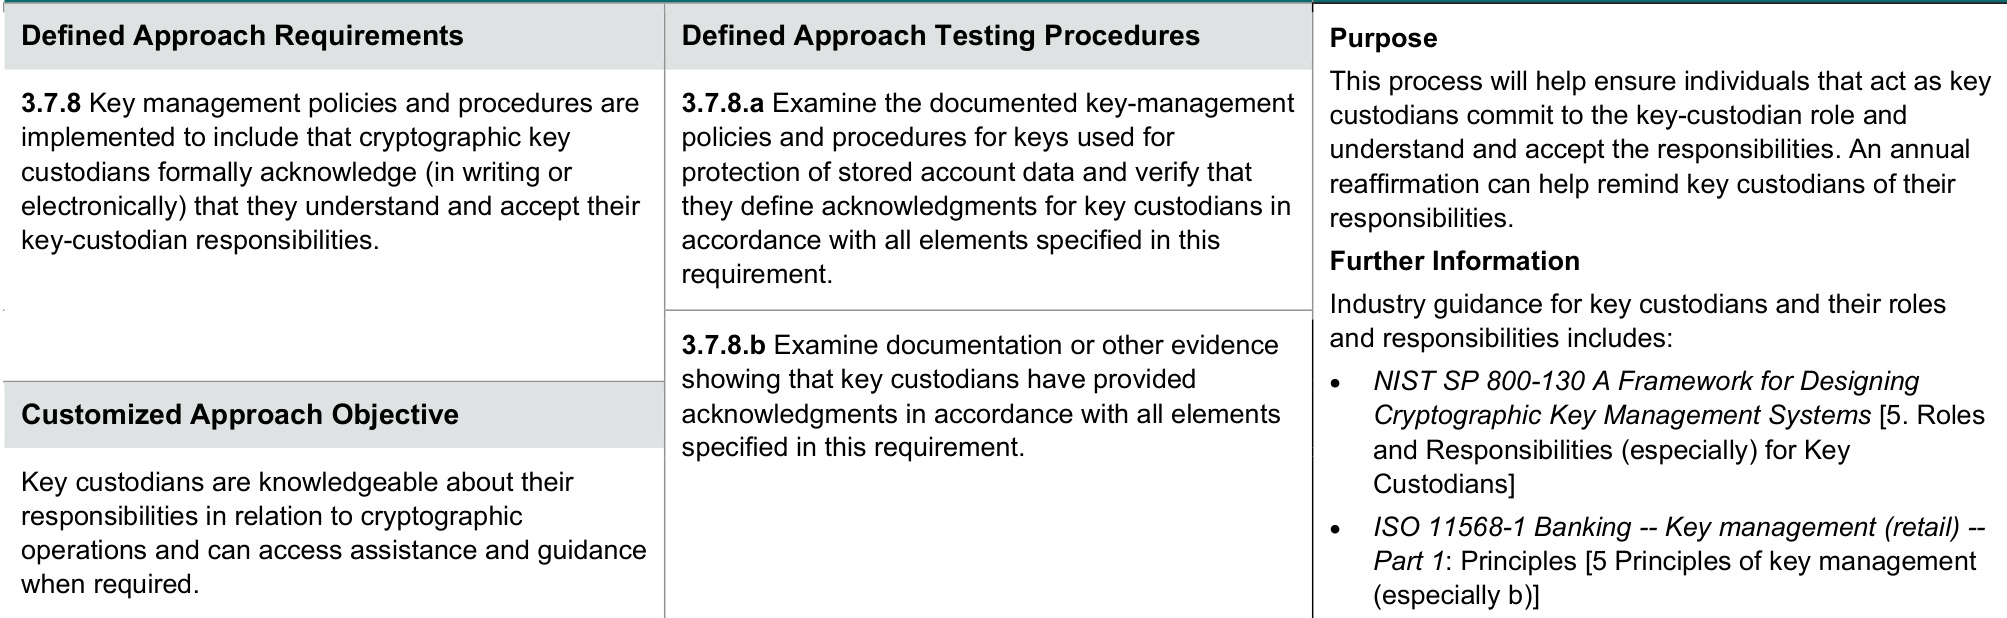 Defined Approach Requirements
3.7.8 Key management policies and procedures are
implemented to include that cryptographic key
custodians formally acknowledge (in writing or
electronically) that they understand and accept their
key-custodian responsibilities.
Customized Approach Objective
Key custodians are knowledgeable about their
responsibilities in relation to cryptographic
operations and can access assistance and guidance
when required.
Defined Approach Testing Procedures
3.7.8.a Examine the documented key-management
policies and procedures for keys used for
protection of stored account data and verify that
they define acknowledgments for key custodians in
accordance with all elements specified in this
requirement.
3.7.8.b Examine documentation or other evidence
showing that key custodians have provided
acknowledgments in accordance with all elements
specified in this requirement.
Purpose
This process will help ensure individuals that act as key
custodians commit to the key-custodian role and
understand and accept the responsibilities. An annual
reaffirmation can help remind key custodians of their
responsibilities.
Further Information
Industry guidance for key custodians and their roles
and responsibilities includes:
• NIST SP 800-130 A Framework for Designing
Cryptographic Key Management Systems [5. Roles
and Responsibilities (especially) for Key
Custodians]
• ISO 11568-1 Banking -- Key management (retail) --
Part 1: Principles [5 Principles of key management
(especially b)]